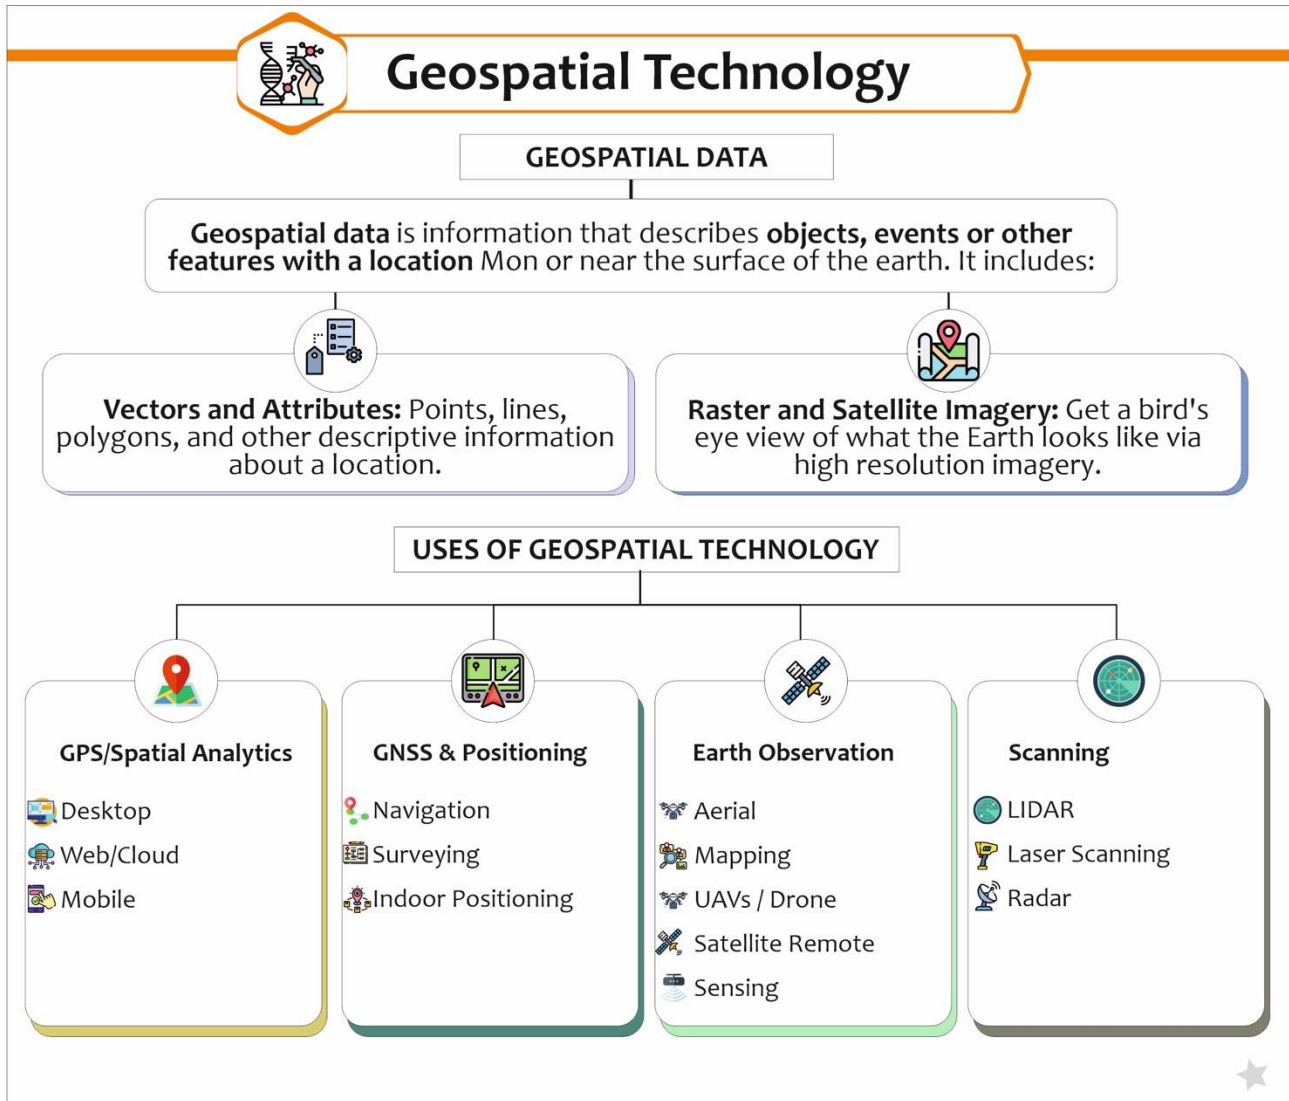 Geospatial Technology
GEOSPATIAL DATA
Geospatial data is information that describes objects, events or other
features with a location Mon or near the surface of the earth. It includes:
Vectors and Attributes: Points, lines,
polygons, and other descriptive information
about a location.
Raster and Satellite Imagery: Get a bird's
eye view of what the Earth looks like via
high resolution imagery.
USES OF GEOSPATIAL TECHNOLOGY
GPS/Spatial Analytics
Desktop
Web/Cloud
Mobile
GNSS & Positioning
Navigation
Surveying
Indoor Positioning
Earth Observation
Aerial
Mapping
UAVs / Drone
Satellite Remote
Sensing
Scanning
LIDAR
Laser Scanning
Radar